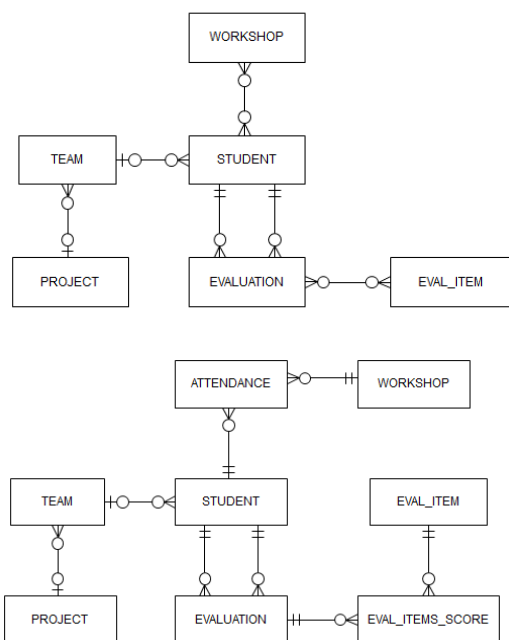 WORKSHOP
TEAM
STUDENT
PROJECT
EVALUATION
EVAL_ITEM
ATTENDANCE
WORKSHOP
TEAM
STUDENT
EVAL_ITEM
PROJECT
EVALUATION
EVAL_ITEMS_SCORE